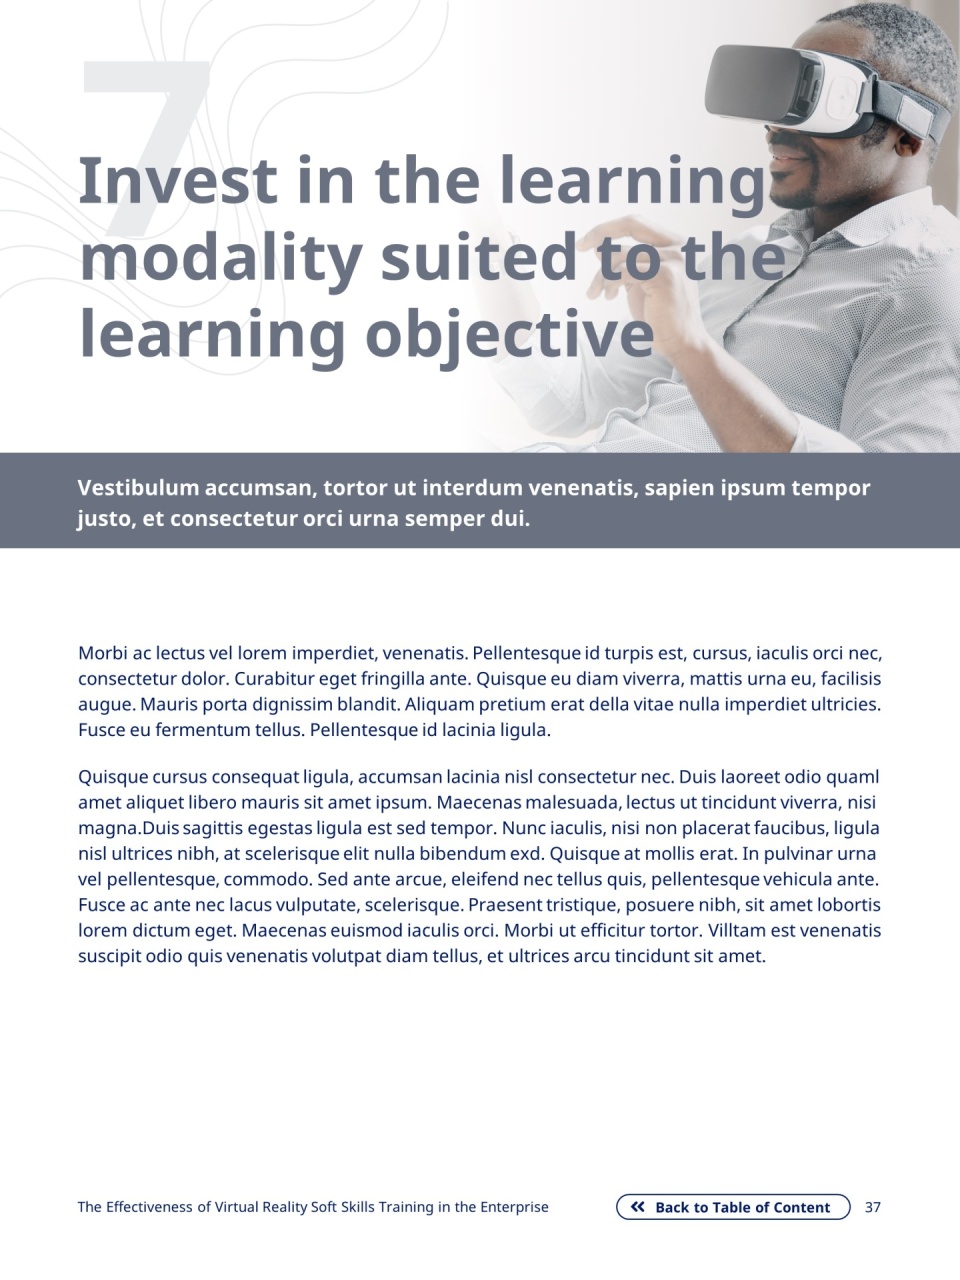 7
Invest in the learning
modality suited to the
learning objective
Vestibulum accumsan, tortor ut interdum venenatis, sapien ipsum tempor
justo, et consectetur orci urna semper dui.
Morbi ac lectus vel lorem imperdiet, venenatis. Pellentesque id turpis est, cursus, iaculis orci nec,
consectetur dolor. Curabitur eget fringilla ante. Quisque eu diam viverra, mattis urna eu, facilisis
augue. Mauris porta dignissim blandit. Aliquam pretium erat della vitae nulla imperdiet ultricies.
Fusce eu fermentum tellus. Pellentesque id lacinia ligula.
Quisque cursus consequat ligula, accumsan lacinia nisl consectetur nec. Duis laoreet odio quaml
amet aliquet libero mauris sit amet ipsum. Maecenas malesuada, lectus ut tincidunt viverra, nisi
magna.Duis sagittis egestas ligula est sed tempor. Nunc iaculis, nisi non placerat faucibus, ligula
nisl ultrices nibh, at scelerisque elit nulla bibendum exd. Quisque at mollis erat. In pulvinar urna
vel pellentesque, commodo. Sed ante arcue, eleifend nec tellus quis, pellentesque vehicula ante.
Fusce ac ante nec lacus vulputate, scelerisque. Praesent tristique, posuere nibh, sit amet lobortis
lorem dictum eget. Maecenas euismod iaculis orci. Morbi ut efficitur tortor. Villtam est venenatis
suscipit odio quis venenatis volutpat diam tellus, et ultrices arcu tincidunt sit amet.
The Effectiveness of Virtual Reality Soft Skills Training in the Enterprise
Back to Table of Content
37